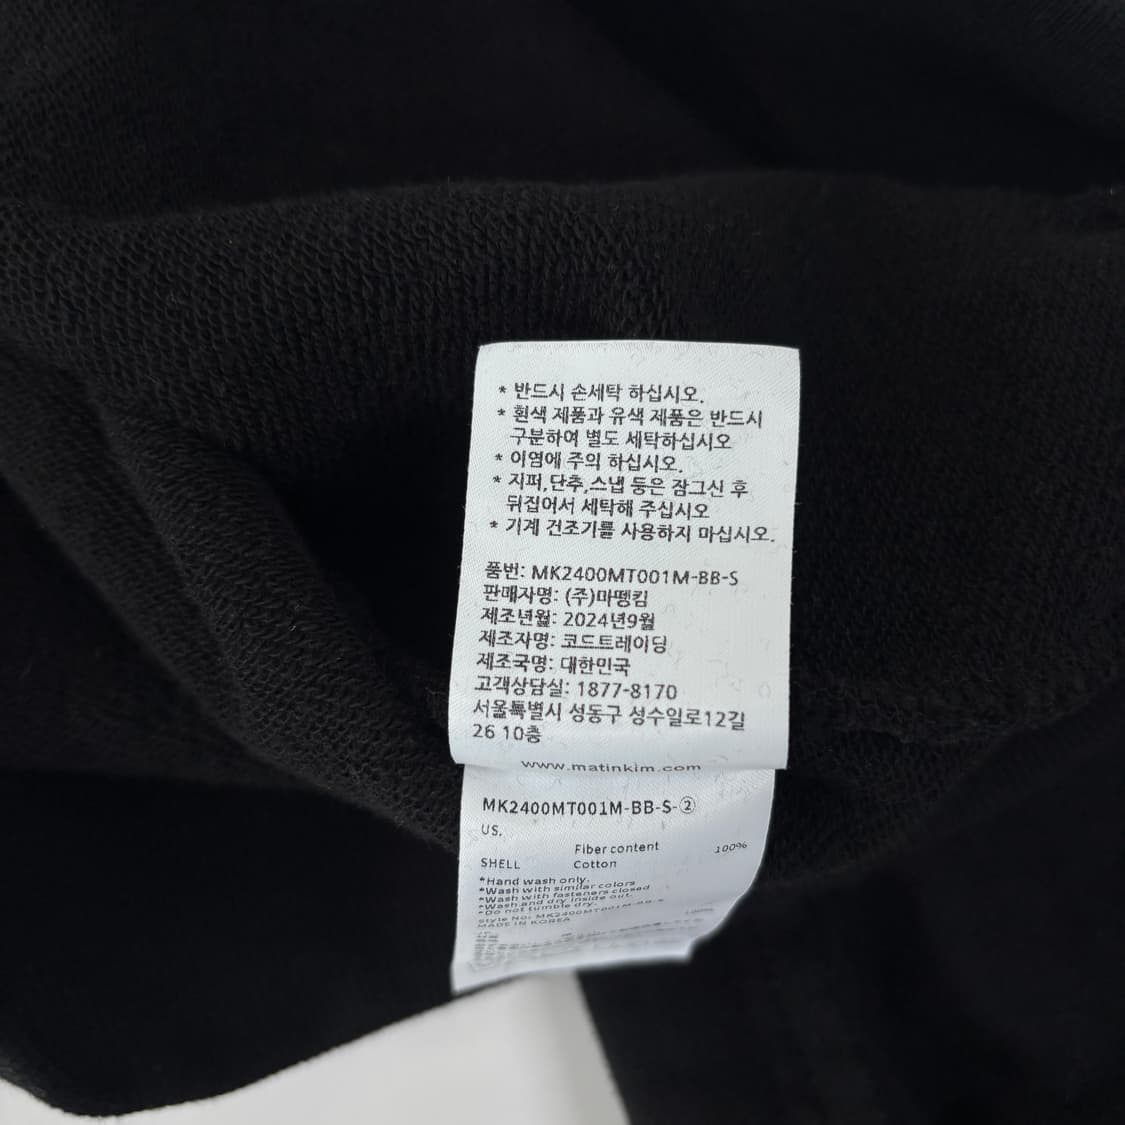 * 반드시 손세탁 하십시오.
* 흰색 제품과 유색 제품은 반드시
구분하여 별도 세탁하십시오
* 이염에 주의 하십시오.
* 지퍼,단추,스냅 등은 잠그신 후
뒤집어서 세탁해 주십시오
* 기계 건조기를 사용하지 마십시오.
품번: MK2400MT001M-BB-S
판매자명: (주)마뗑킴
제조년월: 2024년9월
제조자명: 코드트레이딩
제조국명: 대한민국
고객상담실: 1877-8170
서울특별시 성동구 성수일로12길
26 10층
www.matinkim.com
MK2400MT001M-BB-S-②
US.
Fiber content 100%
SHELL Cotton
*Hand wash only.
*Wash with similar colors
*Wash with fasteners closed
*Wash and dry inside out.
*Do not tumble dry.
Style No: MK2400MT001M-BB-S
MADE IN KOREA
100%